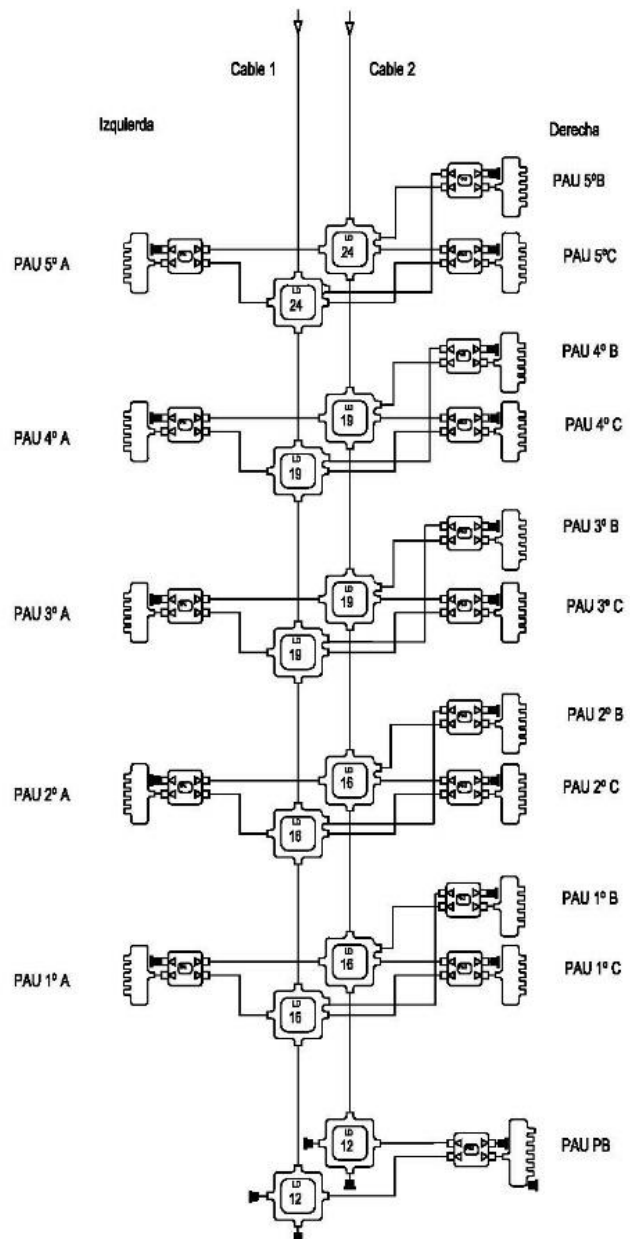 Cable 1
Cable 2
Izquierda
Derecha
PAU 5ºB
24
PAU 5º A
PAU 5ºC
24
PAU 4º B
19
PAU 4º A
PAU 4º C
19
PAU 3º B
19
PAU 3º A
PAU 3º C
19
PAU 2º B
16
PAU 2º A
PAU 2º C
16
PAU 1º B
16
PAU 1º A
PAU 1º C
16
12
PAU PB
12